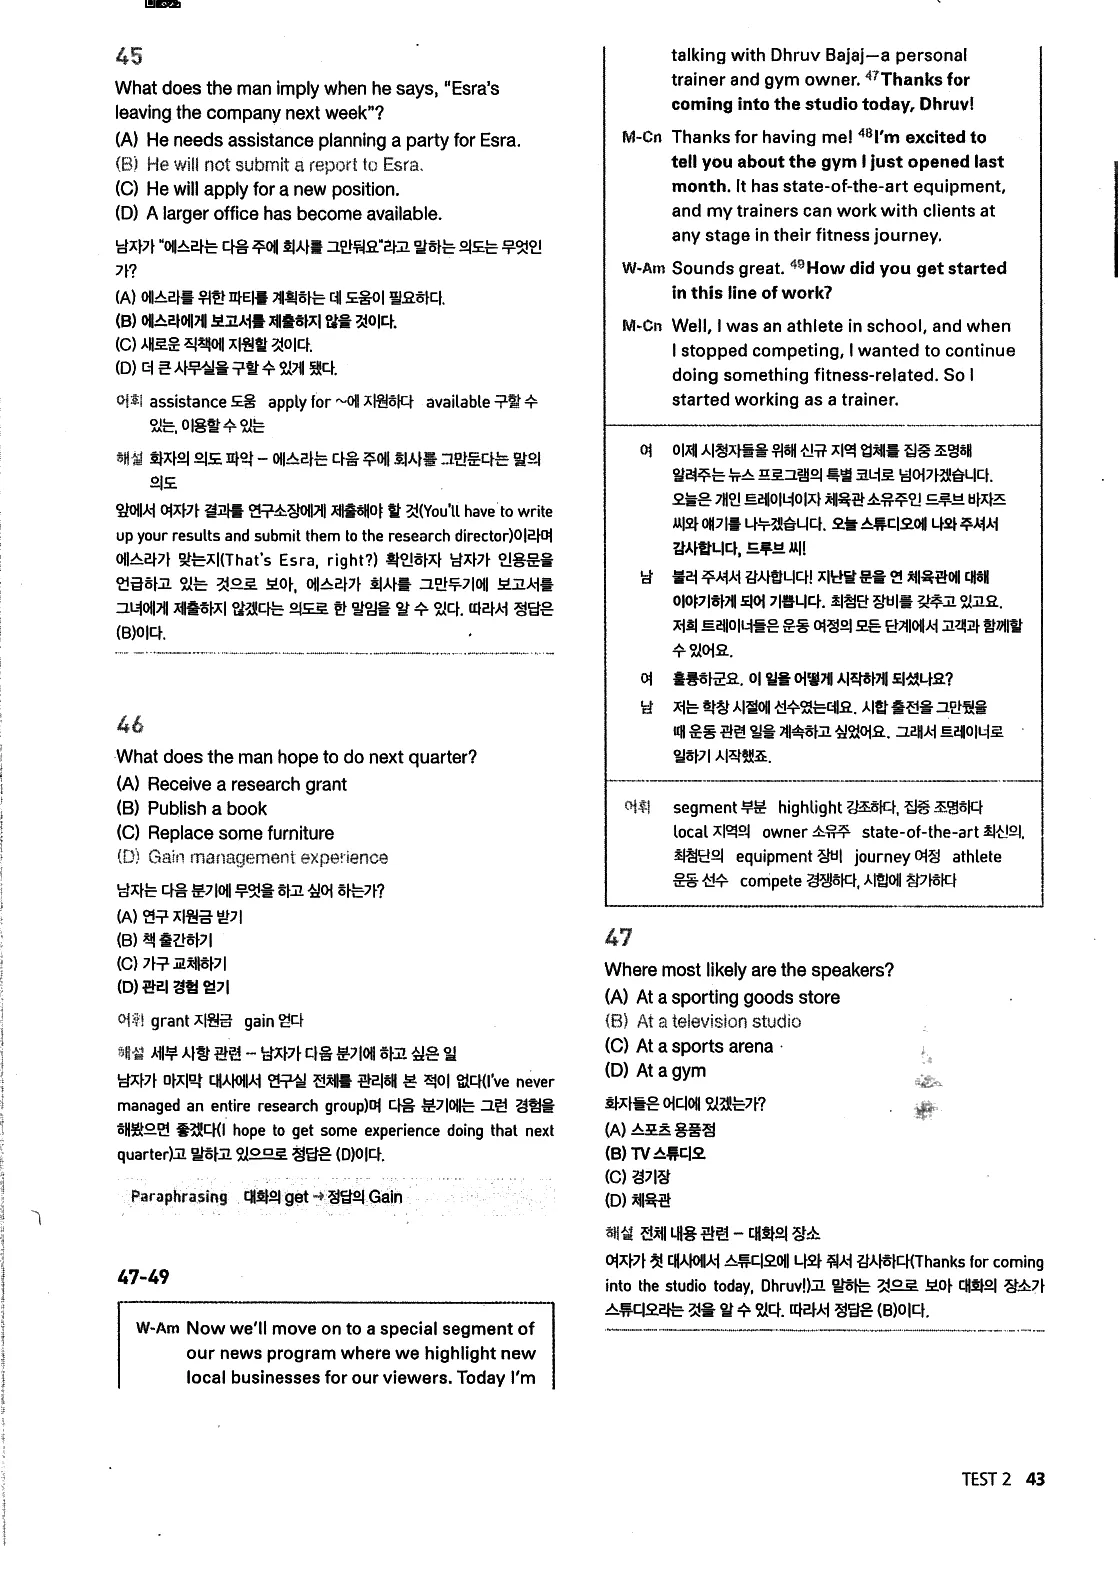 45
What does the man imply when he says, "Esra's
leaving the company next week"?
(A) He needs assistance planning a party for Esra.
(B) He will not submit a report to Esra.
(C) He will apply for a new position.
(D) A larger office has become available.
남자가 "에스라는 다음 주에 회사를 그만둬요"라고 말하는 의도는 무엇인
가?
(A) 에스라를 위한 파티를 계획하는 데 도움이 필요하다.
(B) 에스라에게 보고서를 제출하지 않을 것이다.
(C) 새로운 직책에 지원할 것이다.
(D) 더 큰 사무실을 구할 수 있게 됐다.
어휘 assistance 도움 apply for ~에 지원하다 available 구할 수
있는, 이용할 수 있는
해설 화자의 의도 파악 – 에스라는 다음 주에 회사를 그만둔다는 말의
의도
앞에서 여자가 결과를 연구소장에게 제출해야 할 것(You'll have to write
up your results and submit them to the research director)이라며
에스라가 맞는지(That's Esra, right?) 확인하자 남자가 인용문을
언급하고 있는 것으로 보아, 에스라가 회사를 그만두기에 보고서를
그녀에게 제출하지 않겠다는 의도로 한 말임을 알 수 있다. 따라서 정답은
(B)이다.
46
What does the man hope to do next quarter?
(A) Receive a research grant
(B) Publish a book
(C) Replace some furniture
(D) Gain management experience
남자는 다음 분기에 무엇을 하고 싶어 하는가?
(A) 연구 지원금 받기
(B) 책 출간하기
(C) 가구 교체하기
(D) 관리 경험 얻기
어휘 grant 지원금 gain 얻다
해설 세부 사항 관련 – 남자가 다음 분기에 하고 싶은 일
남자가 마지막 대사에서 연구실 전체를 관리해 본 적이 없다(I've never
managed an entire research group)며 다음 분기에는 그런 경험을
해봤으면 좋겠다(I hope to get some experience doing that next
quarter)고 말하고 있으므로 정답은 (D)이다.
Paraphrasing 대화의 get → 정답의 Gain
47-49
W-Am Now we'll move on to a special segment of
our news program where we highlight new
local businesses for our viewers. Today I'm
talking with Dhruv Bajaj—a personal
trainer and gym owner. 47Thanks for
coming into the studio today, Dhruv!
M-Cn Thanks for having me! 48I'm excited to
tell you about the gym I just opened last
month. It has state-of-the-art equipment,
and my trainers can work with clients at
any stage in their fitness journey.
W-Am Sounds great. 49How did you get started
in this line of work?
M-Cn Well, I was an athlete in school, and when
I stopped competing, I wanted to continue
doing something fitness-related. So I
started working as a trainer.
여 이제 시청자들을 위해 신규 지역 업체를 집중 조명해
알려주는 뉴스 프로그램의 특별 코너로 넘어가겠습니다.
오늘은 개인 트레이너이자 체육관 소유주인 드루브 바자즈
씨와 얘기를 나누겠습니다. 오늘 스튜디오에 나와 주셔서
감사합니다, 드루브 씨!
남 불러 주셔서 감사합니다! 지난달 문을 연 체육관에 대해
이야기하게 되어 기쁩니다. 최첨단 장비를 갖추고 있고요.
저희 트레이너들은 운동 여정의 모든 단계에서 고객과 함께할
수 있어요.
여 훌륭하군요. 이 일을 어떻게 시작하게 되셨나요?
남 저는 학창 시절에 선수였는데요. 시합 출전을 그만뒀을
때 운동 관련 일을 계속하고 싶었어요. 그래서 트레이너로
일하기 시작했죠.
어휘 segment 부분 highlight 강조하다, 집중 조명하다
local 지역의 owner 소유주 state-of-the-art 최신의,
최첨단의 equipment 장비 journey 여정 athlete
운동 선수 compete 경쟁하다, 시합에 참가하다
47
Where most likely are the speakers?
(A) At a sporting goods store
(B) At a television studio
(C) At a sports arena
(D) At a gym
화자들은 어디에 있겠는가?
(A) 스포츠 용품점
(B) TV 스튜디오
(C) 경기장
(D) 체육관
해설 전체 내용 관련 – 대화의 장소
여자가 첫 대사에서 스튜디오에 나와 줘서 감사하다(Thanks for coming
into the studio today, Dhruv!)고 말하는 것으로 보아 대화의 장소가
스튜디오라는 것을 알 수 있다. 따라서 정답은 (B)이다.
TEST 2 43